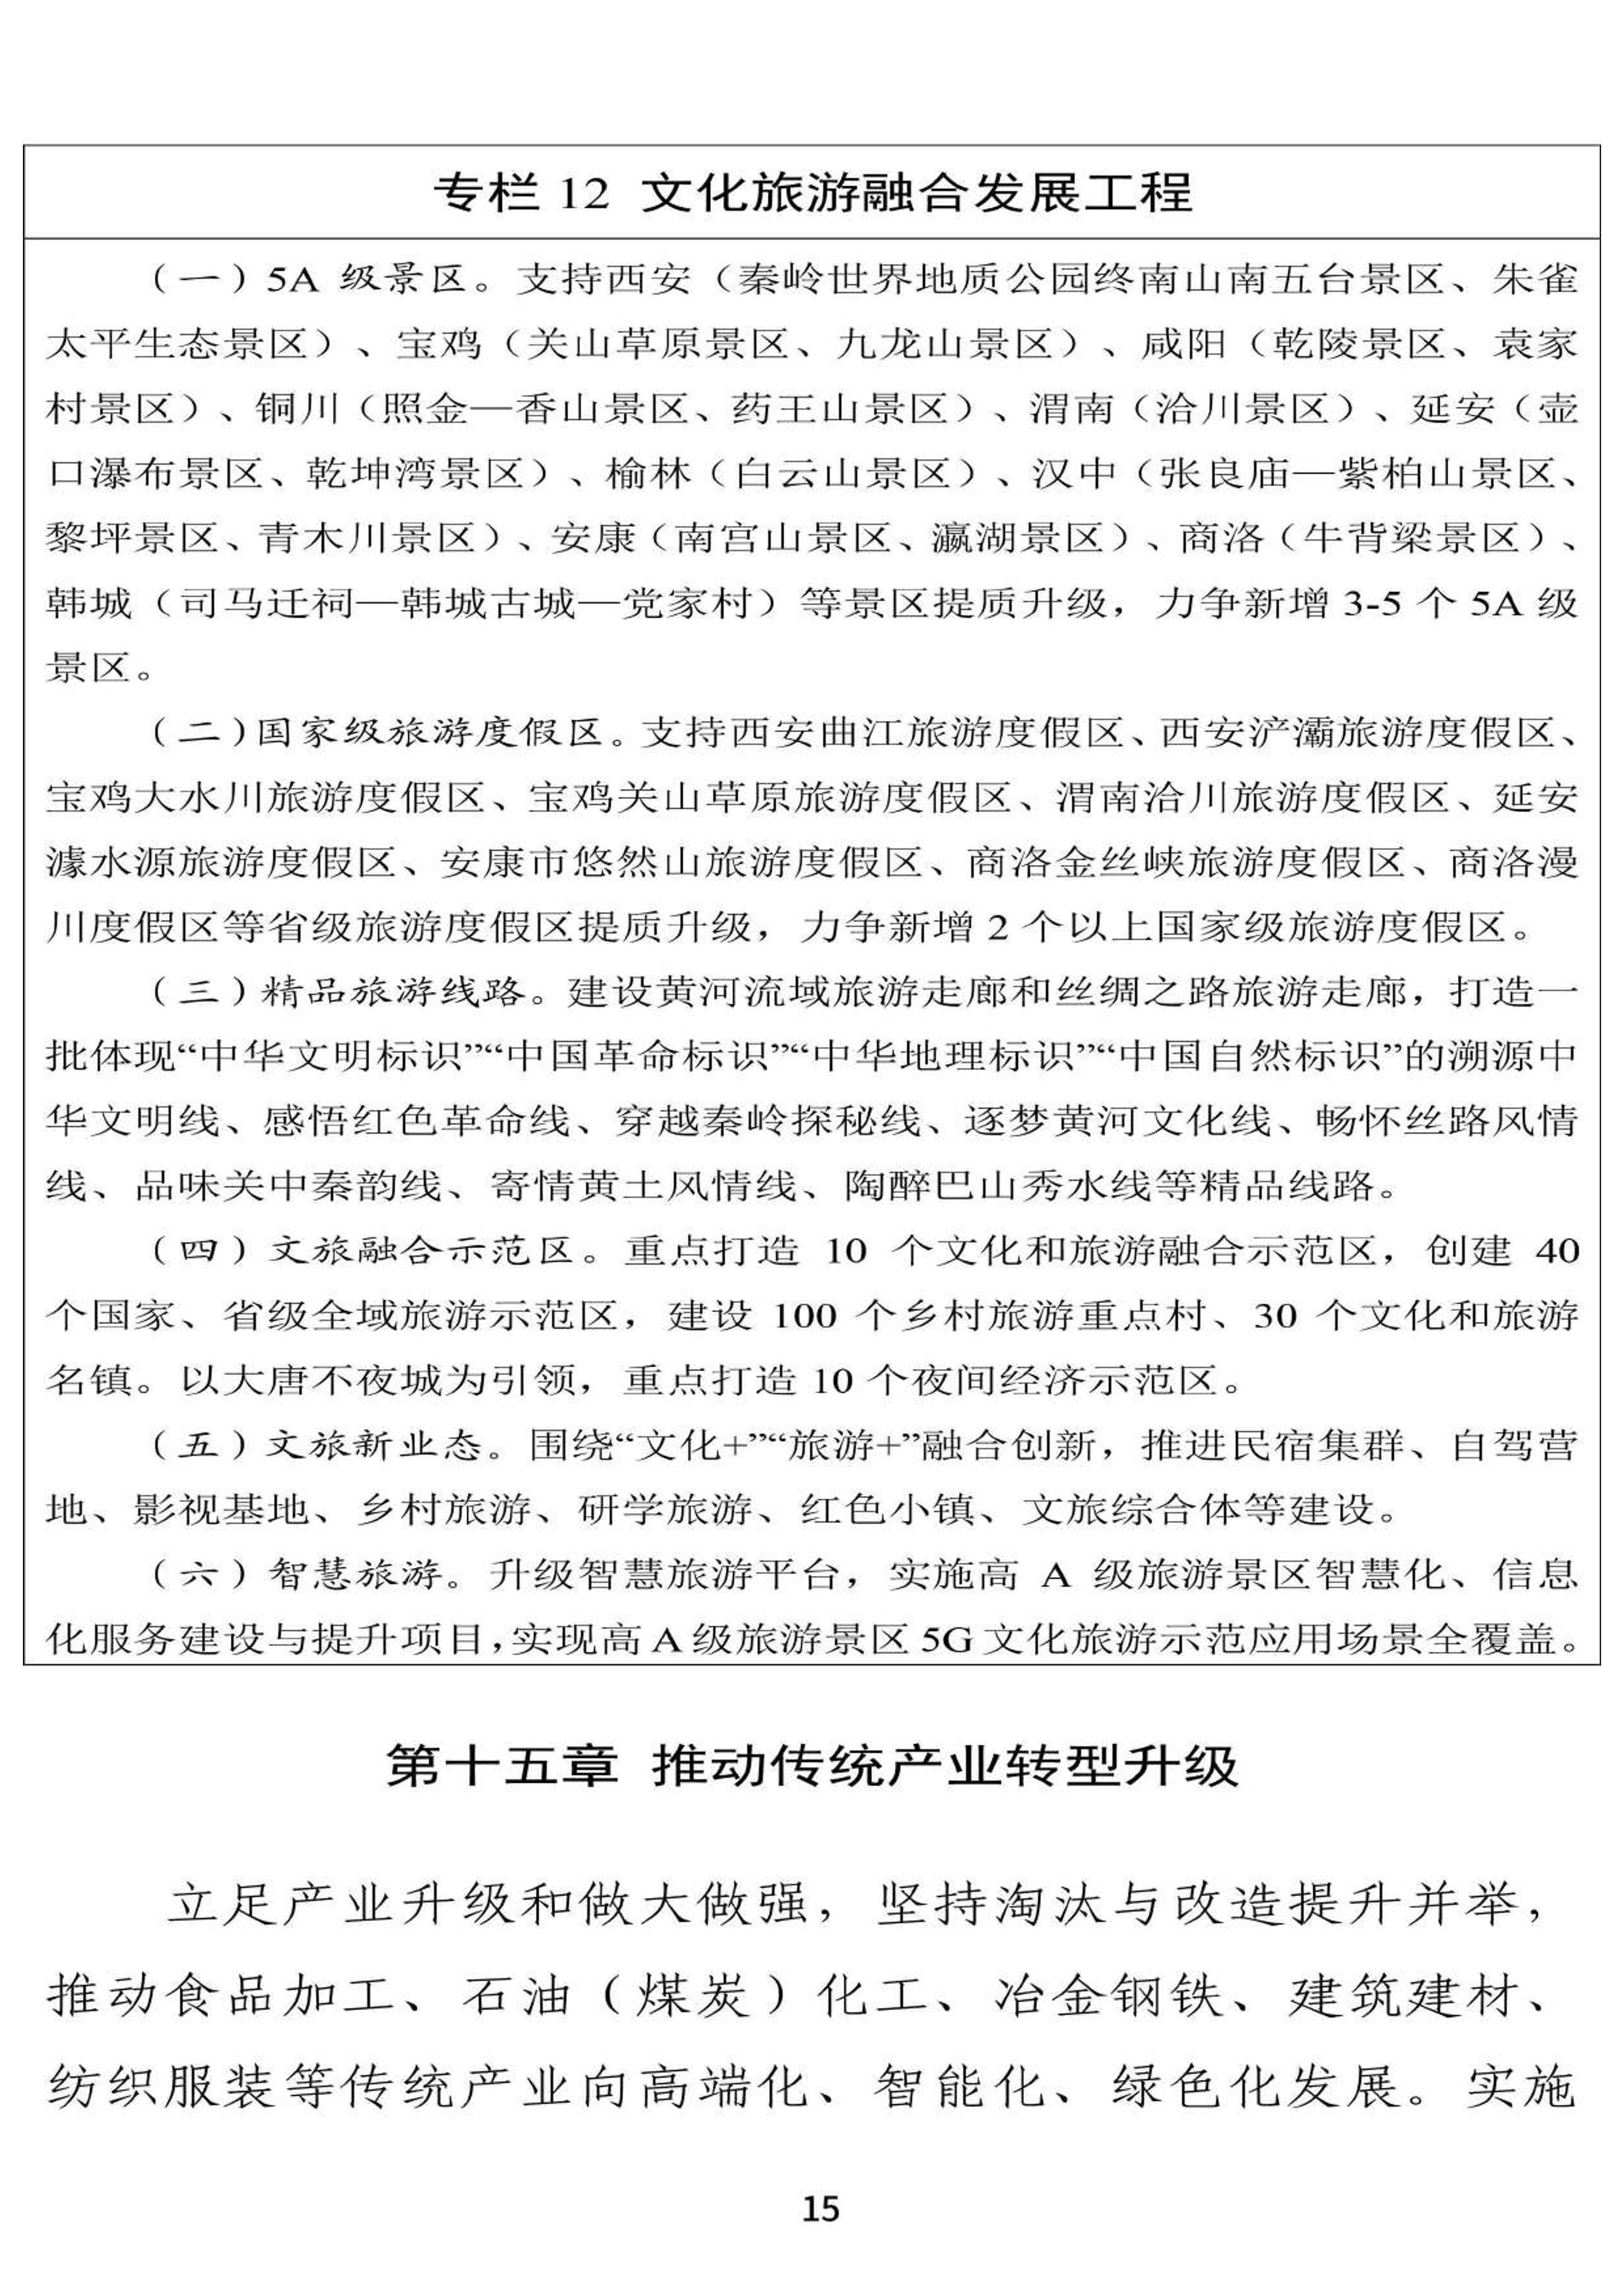 专栏 12 文化旅游融合发展工程
（一）5A 级景区。支持西安（秦岭世界地质公园终南山南五台景区、朱雀
太平生态景区）、宝鸡（关山草原景区、九龙山景区）、咸阳（乾陵景区、袁家
村景区）、铜川（照金—香山景区、药王山景区）、渭南（洽川景区）、延安（壶
口瀑布景区、乾坤湾景区）、榆林（白云山景区）、汉中（张良庙—紫柏山景区、
黎坪景区、青木川景区）、安康（南宫山景区、瀛湖景区）、商洛（牛背梁景区）、
韩城（司马迁祠—韩城古城—党家村）等景区提质升级，力争新增 3-5 个 5A 级
景区。
（二）国家级旅游度假区。支持西安曲江旅游度假区、西安浐灞旅游度假区、
宝鸡大水川旅游度假区、宝鸡关山草原旅游度假区、渭南洽川旅游度假区、延安
澽水源旅游度假区、安康市悠然山旅游度假区、商洛金丝峡旅游度假区、商洛漫
川度假区等省级旅游度假区提质升级，力争新增 2 个以上国家级旅游度假区。
（三）精品旅游线路。建设黄河流域旅游走廊和丝绸之路旅游走廊，打造一
批体现“中华文明标识”“中国革命标识”“中华地理标识”“中国自然标识”的溯源中
华文明线、感悟红色革命线、穿越秦岭探秘线、逐梦黄河文化线、畅怀丝路风情
线、品味关中秦韵线、寄情黄土风情线、陶醉巴山秀水线等精品线路。
（四）文旅融合示范区。重点打造 10 个文化和旅游融合示范区，创建 40
个国家、省级全域旅游示范区，建设 100 个乡村旅游重点村、30 个文化和旅游
名镇。以大唐不夜城为引领，重点打造 10 个夜间经济示范区。
（五）文旅新业态。围绕“文化+”“旅游+”融合创新，推进民宿集群、自驾营
地、影视基地、乡村旅游、研学旅游、红色小镇、文旅综合体等建设。
（六）智慧旅游。升级智慧旅游平台，实施高 A 级旅游景区智慧化、信息
化服务建设与提升项目，实现高 A 级旅游景区 5G 文化旅游示范应用场景全覆盖。
第十五章 推动传统产业转型升级
立足产业升级和做大做强，坚持淘汰与改造提升并举，
推动食品加工、石油（煤炭）化工、冶金钢铁、建筑建材、
纺织服装等传统产业向高端化、智能化、绿色化发展。实施
15